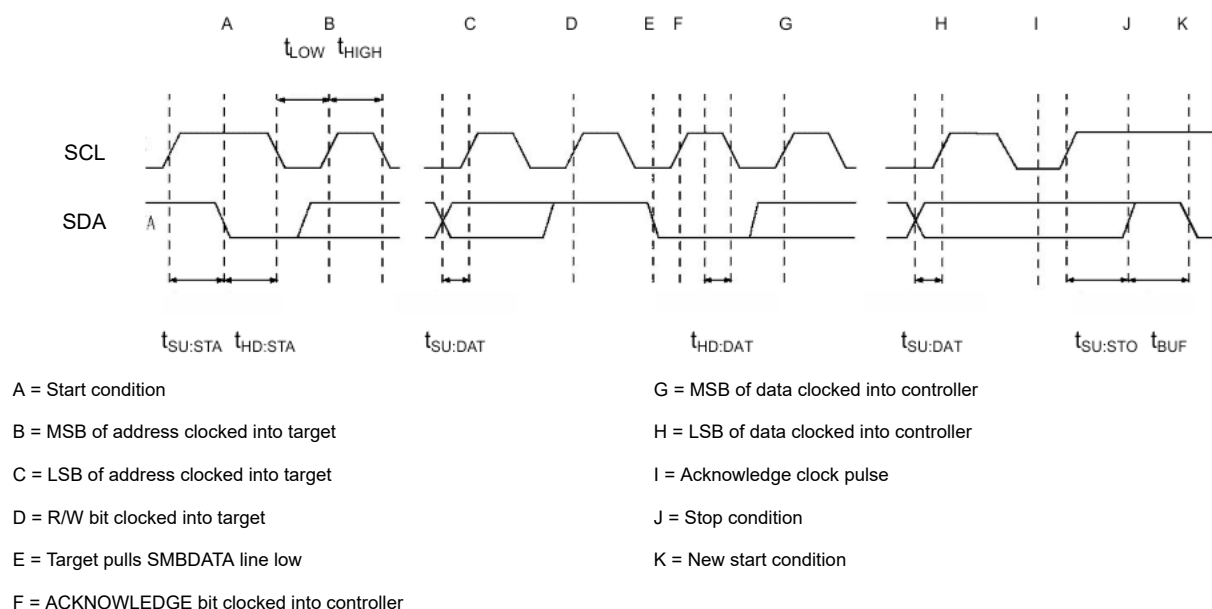 A B C D E F G H I J K
tLOW tHIGH
SCL
SDA
tSU:STA tHD:STA tSU:DAT tHD:DAT tSU:DAT tSU:STO tBUF
A = Start condition
B = MSB of address clocked into target
C = LSB of address clocked into target
D = R/W bit clocked into target
E = Target pulls SMBDATA line low
F = ACKNOWLEDGE bit clocked into controller
G = MSB of data clocked into controller
H = LSB of data clocked into controller
I = Acknowledge clock pulse
J = Stop condition
K = New start condition